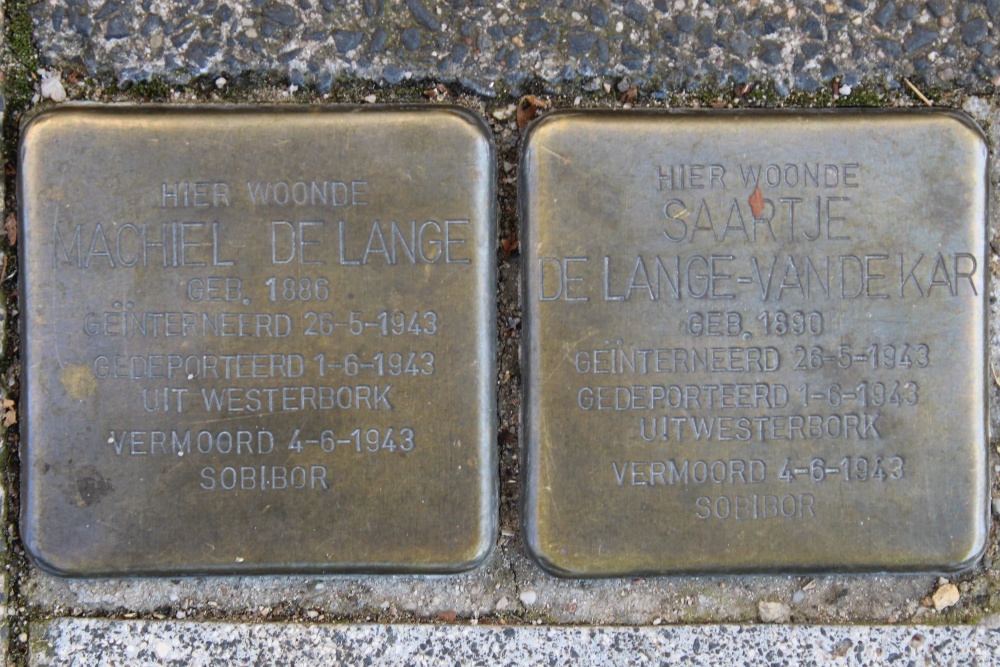 HIER WOONDE
MACHIEL DE LANGE
GEB. 1886
GEÏNTERNEERD 26-5-1943
GEDEPORTEERD 1-6-1943
UIT WESTERBORK
VERMOORD 4-6-1943
SOBIBOR
HIER WOONDE
SAARTJE
DE LANGE-VAN DE KAR
GEB. 1890
GEÏNTERNEERD 26-5-1943
GEDEPORTEERD 1-6-1943
UIT WESTERBORK
VERMOORD 4-6-1943
SOBIBOR